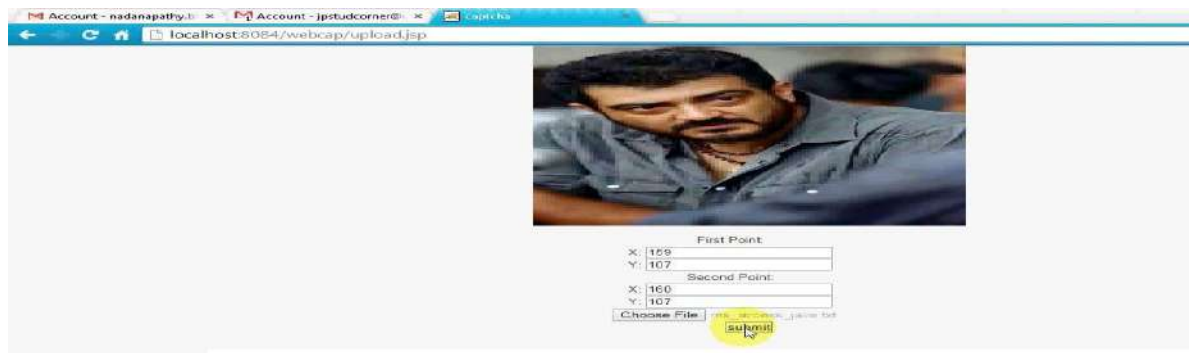 Account - nadanapathy.b × Account - jpstudcorner@ × captcha
localhost:8084/webcap/upload.jsp
First Point:
X: 159
Y: 107
Second Point:
X: 160
Y: 107
Choose File
submit